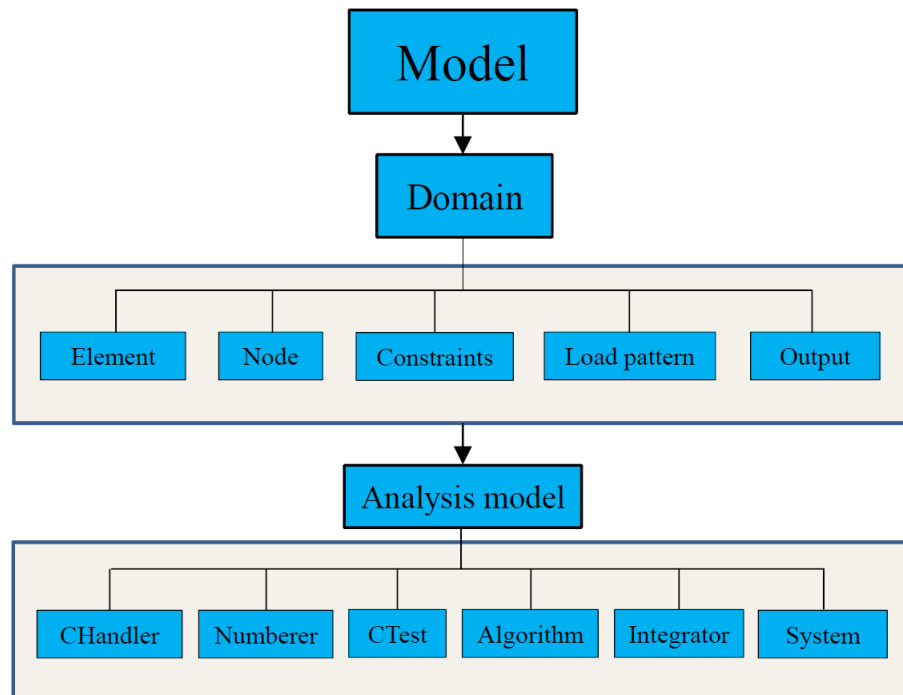 Model
Domain
Element
Node
Constraints
Load pattern
Output
Analysis model
CHandler
Numberer
CTest
Algorithm
Integrator
System